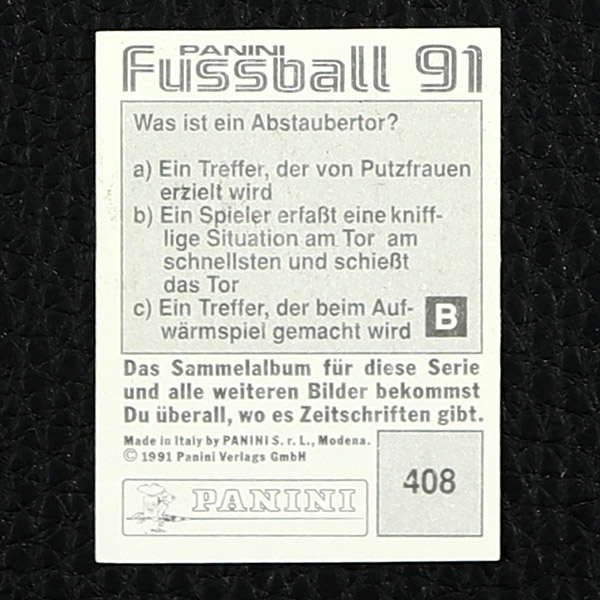 PANINI
Fussball 91
Was ist ein Abstaubertor?
a) Ein Treffer, der von Putzfrauen
erzielt wird
b) Ein Spieler erfaßt eine kniff-
lige Situation am Tor am
schnellsten und schießt
das Tor
c) Ein Treffer, der beim Auf-
wärmspiel gemacht wird
B
Das Sammelalbum für diese Serie
und alle weiteren Bilder bekommst
Du überall, wo es Zeitschriften gibt.
Made in Italy by PANINI S. r. L., Modena.
© 1991 Panini Verlags GmbH
408
PANINI